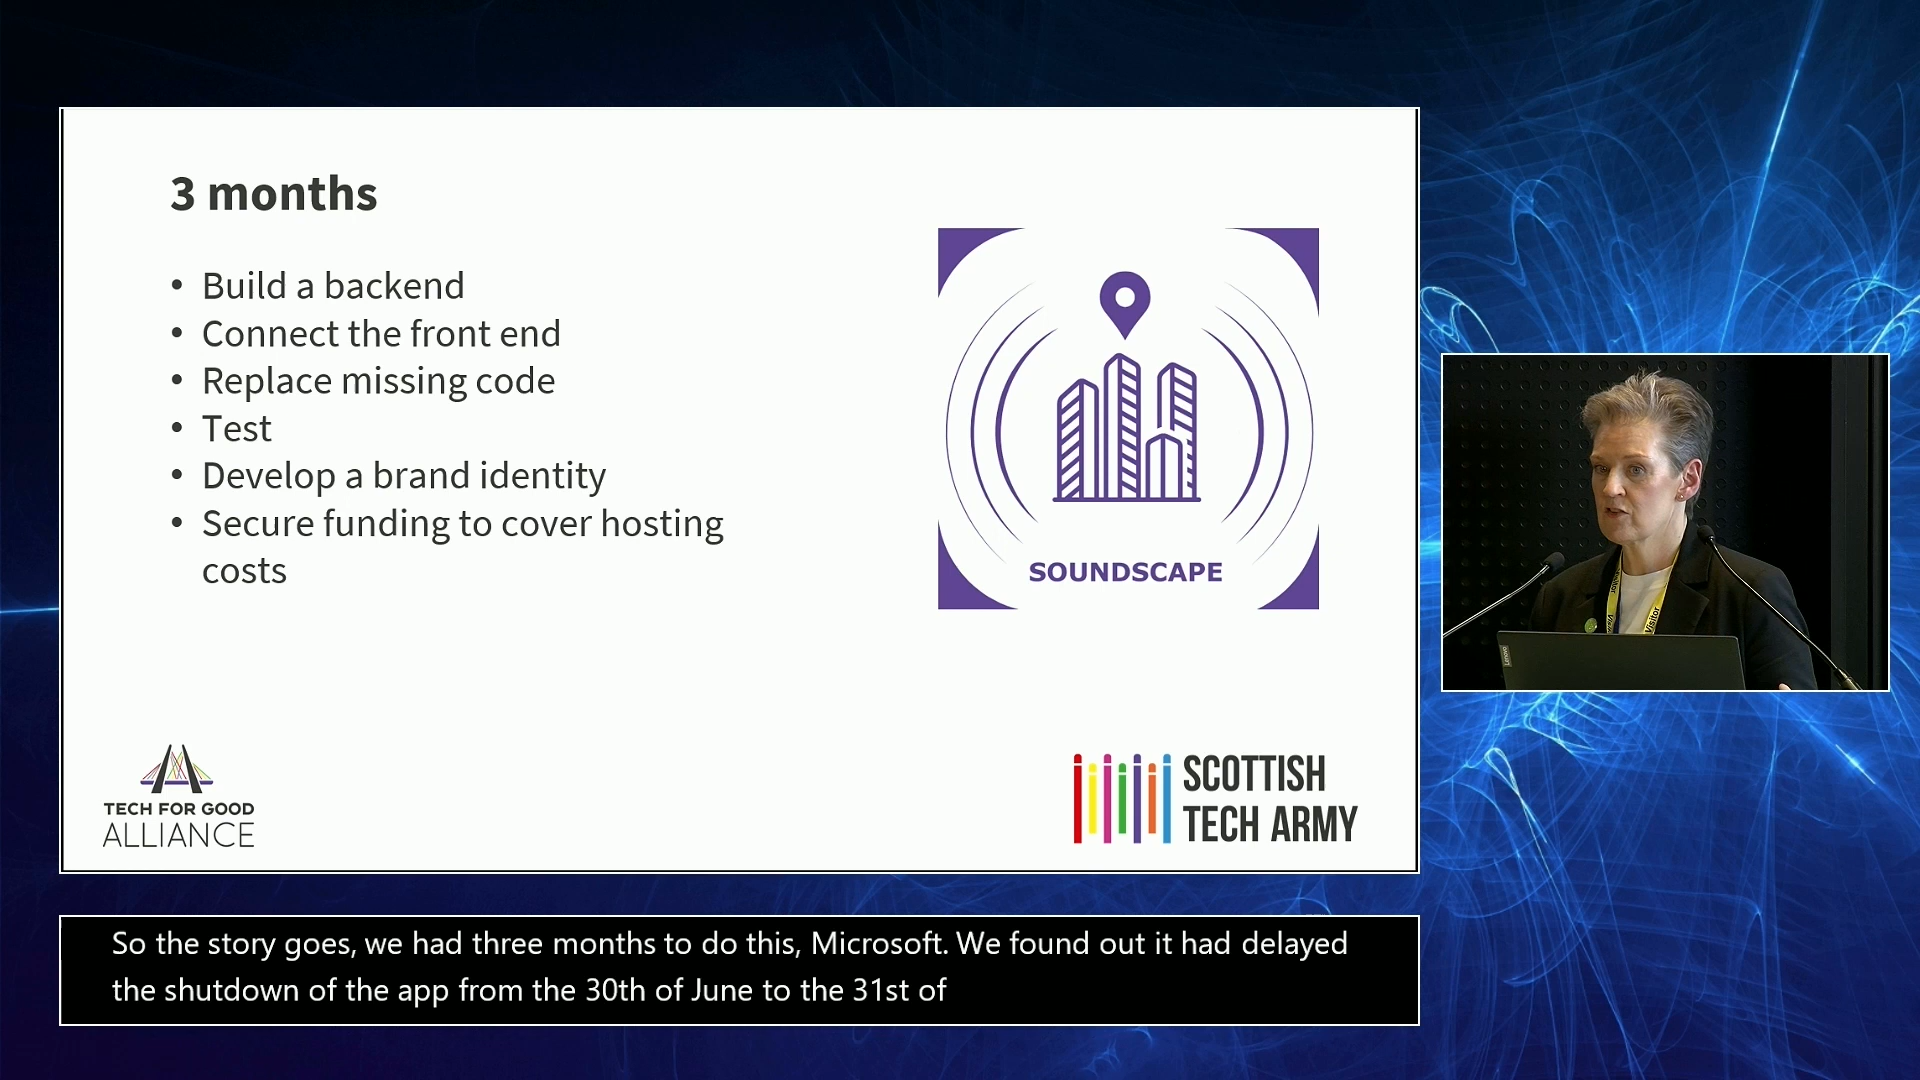 3 months
• Build a backend
• Connect the front end
• Replace missing code
• Test
• Develop a brand identity
• Secure funding to cover hosting
costs
SOUNDSCAPE
TECH FOR GOOD
ALLIANCE
SCOTTISH
TECH ARMY
Visitor
Visitor
Lenovo
So the story goes, we had three months to do this, Microsoft. We found out it had delayed
the shutdown of the app from the 30th of June to the 31st of